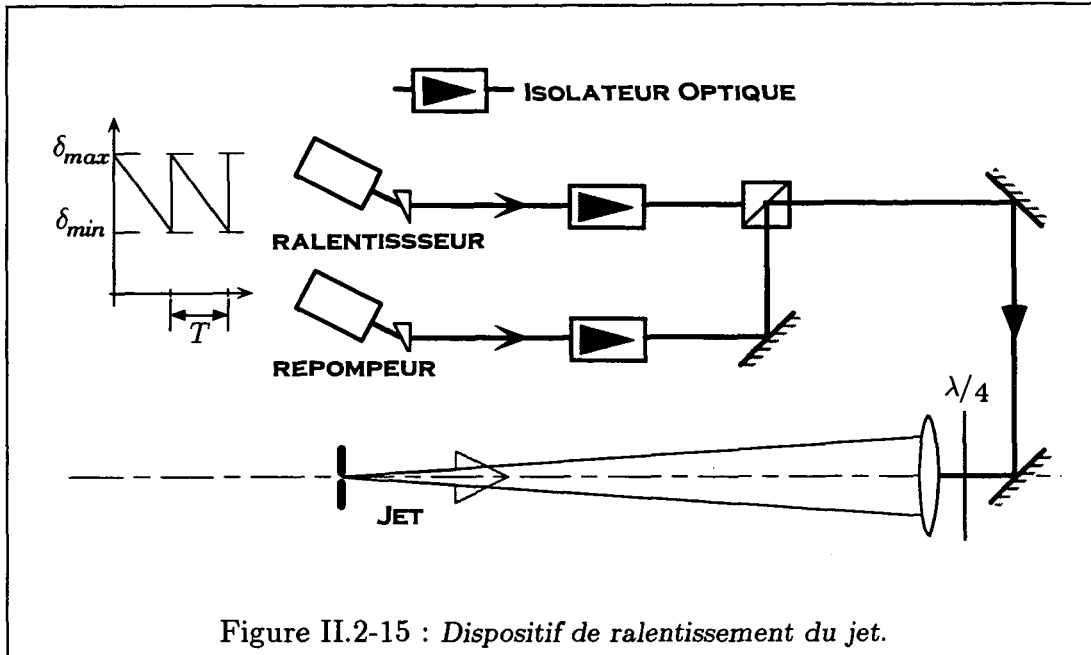 ISOLATEUR OPTIQUE
δmax
δmin
T
RALENTISSSEUR
REPOMPEUR
λ/4
JET
Figure II.2-15 : Dispositif de ralentissement du jet.